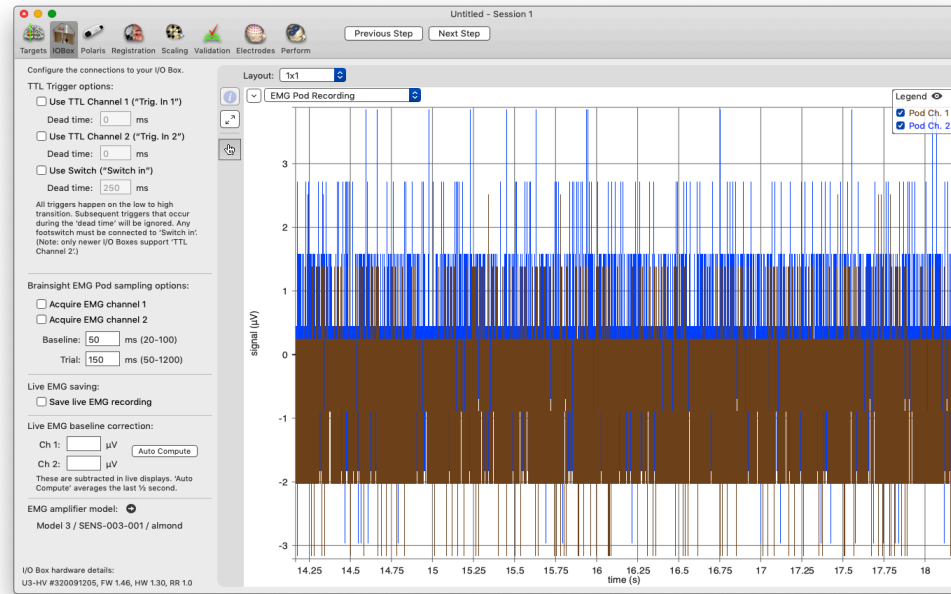 Untitled - Session 1
Targets IOBox Polaris Registration Scaling Validation Electrodes Perform
Previous Step Next Step
Configure the connections to your I/O Box.
TTL Trigger options:
Use TTL Channel 1 (“Trig. In 1”)
Dead time: 0 ms
Use TTL Channel 2 (“Trig. In 2”)
Dead time: 0 ms
Use Switch (“Switch in”)
Dead time: 250 ms
All triggers happen on the low to high
transition. Subsequent triggers that occur
during the ‘dead time’ will be ignored. Any
footswitch must be connected to ‘Switch in’.
(Note: only newer I/O Boxes support ‘TTL
Channel 2’.)
Brainsight EMG Pod sampling options:
Acquire EMG channel 1
Acquire EMG channel 2
Baseline: 50 ms (20-100)
Trial: 150 ms (50-1200)
Live EMG saving:
Save live EMG recording
Live EMG baseline correction:
Ch 1: µV
Auto Compute
Ch 2: µV
These are subtracted in live displays. ‘Auto
Compute’ averages the last ½ second.
EMG amplifier model:
Model 3 / SENS-003-001 / almond
I/O Box hardware details:
U3-HV #320091205, FW 1.46, HW 1.30, RR 1.0
Layout: 1x1
EMG Pod Recording
Legend
Pod Ch. 1
Pod Ch. 2
signal (µV)
3
2
1
0
-1
-2
-3
14.25 14.5 14.75 15 15.25 15.5 15.75 16 16.25 16.5 16.75 17 17.25 17.5 17.75 18
time (s)